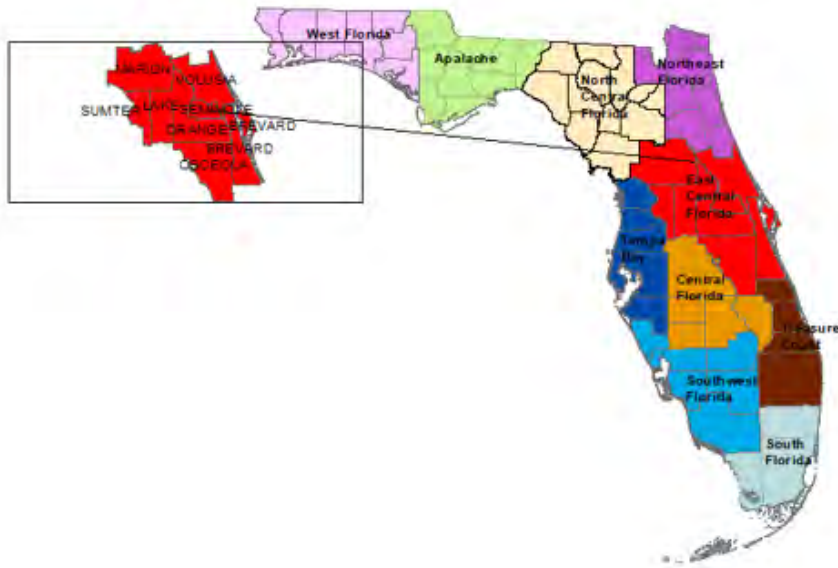 West Florida
Apalache
North
Central
Florida
Northeast
Florida
MARION
VOLUSIA
SUMTER
LAKE
SEMINOLE
ORANGE
BREVARD
BREVARD
OSCEOLA
East
Central
Florida
Tampa
Bay
Central
Florida
Treasure
Coast
Southwest
Florida
South
Florida